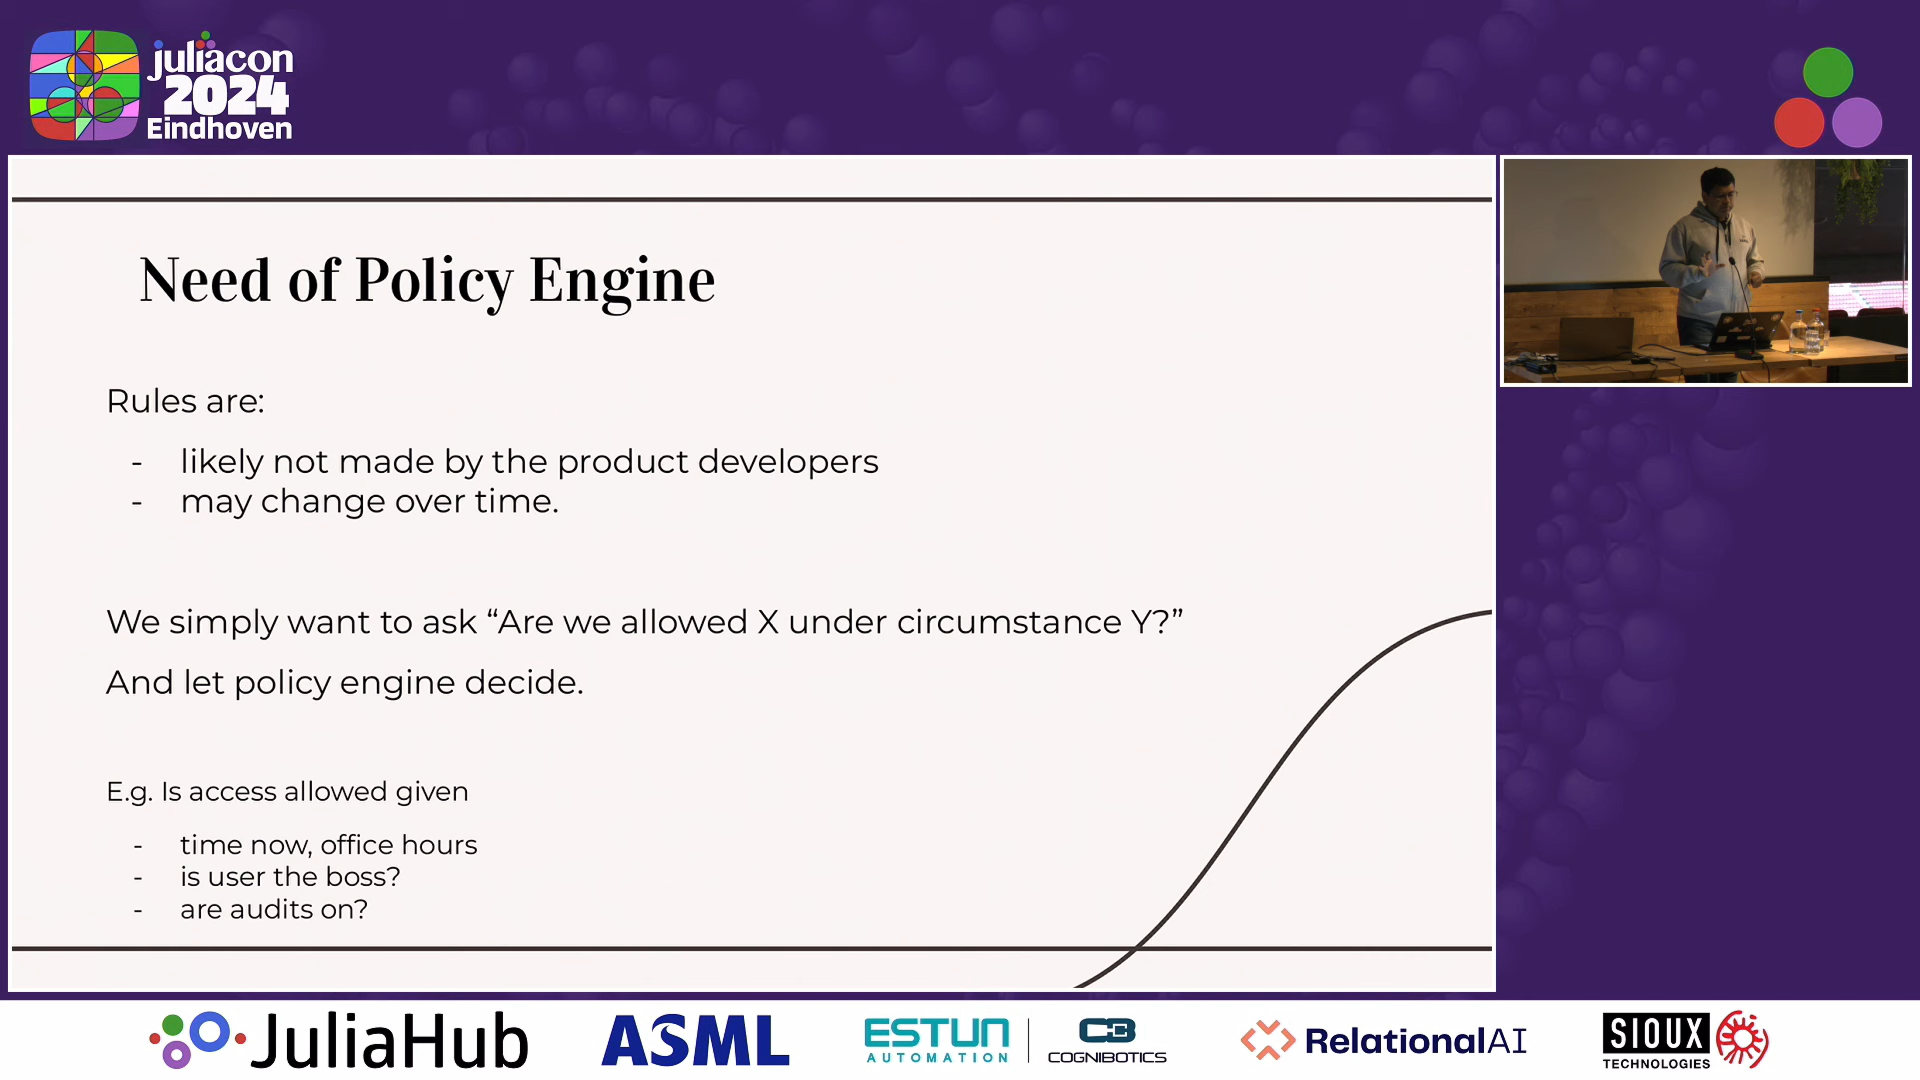 juliacon
2024
Eindhoven
Need of Policy Engine
Rules are:
- likely not made by the product developers
- may change over time.
We simply want to ask “Are we allowed X under circumstance Y?”
And let policy engine decide.
E.g. Is access allowed given
- time now, office hours
- is user the boss?
- are audits on?
JuliaHub
ASML
ESTUN
AUTOMATION
COGNIBOTICS
RelationalAI
SIOUX
TECHNOLOGIES